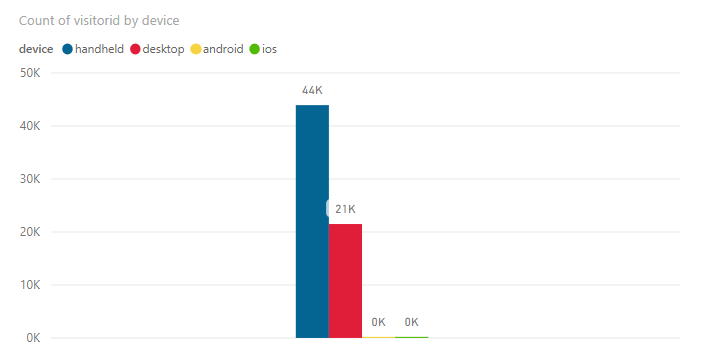 Count of visitorid by device
device handheld desktop android ios
50K
44K
40K
30K
21K
20K
10K
0K 0K
0K